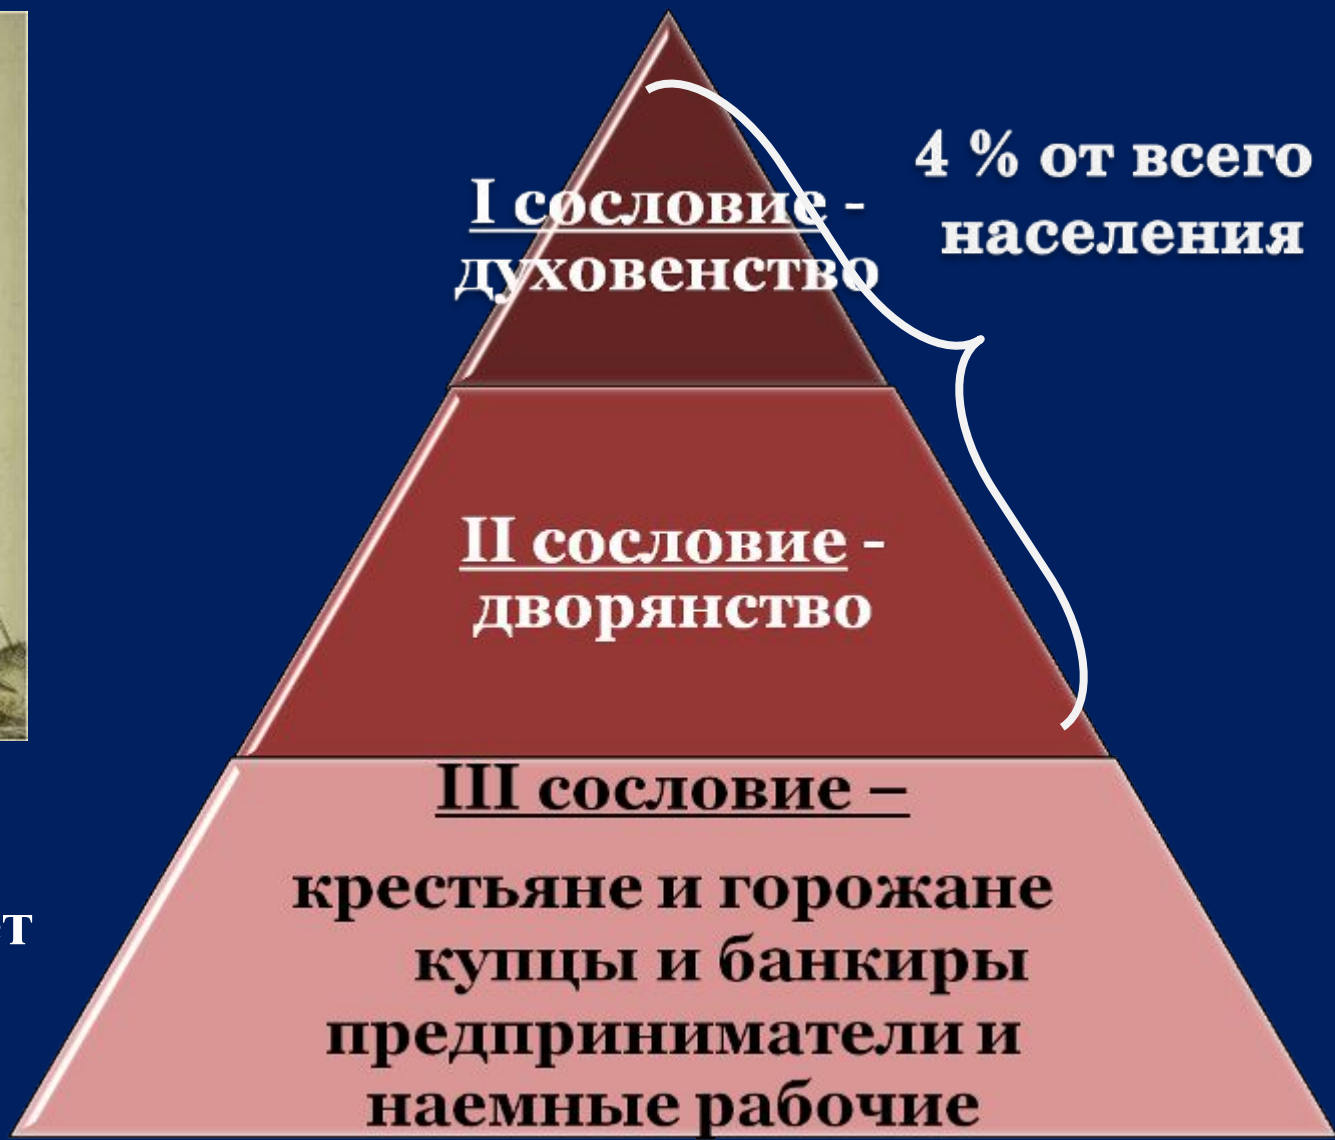 I сословие -
духовенство
4 % от всего
населения
II сословие -
дворянство
III сословие –
крестьяне и горожане
купцы и банкиры
предприниматели и
наемные рабочие